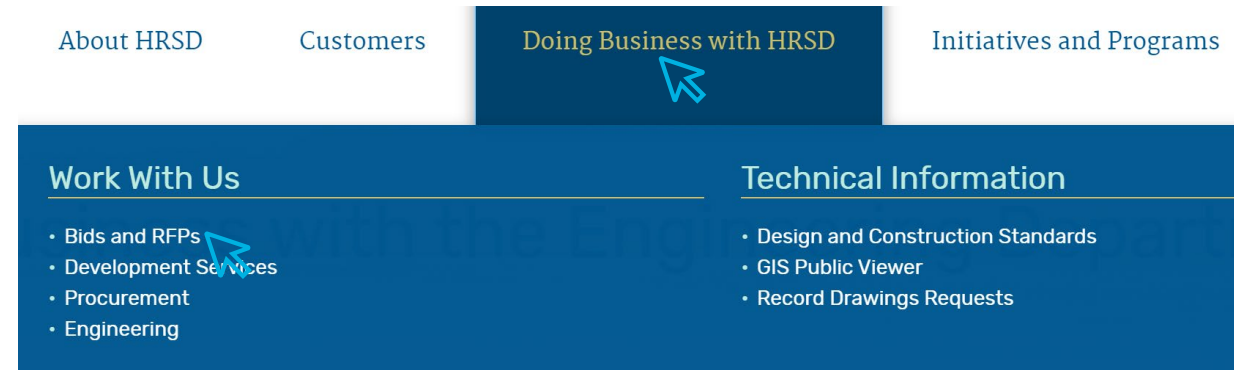 About HRSD
Customers
Doing Business with HRSD
Initiatives and Programs
Work With Us
• Bids and RFPs
• Development Services
• Procurement
• Engineering
Technical Information
• Design and Construction Standards
• GIS Public Viewer
• Record Drawings Requests